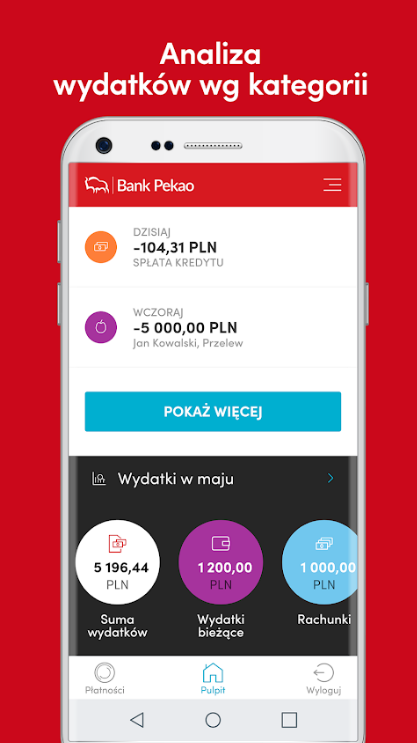 Analiza
wydatków wg kategorii
Bank Pekao
DZISIAJ
-104,31 PLN
SPŁATA KREDYTU
WCZORAJ
-5 000,00 PLN
Jan Kowalski, Przelew
POKAŻ WIĘCEJ
Wydatki w maju
5 196,44
PLN
Suma
wydatków
1 200,00
PLN
Wydatki
bieżące
1 000,00
PLN
Rachunki
Płatności
Pulpit
Wyloguj